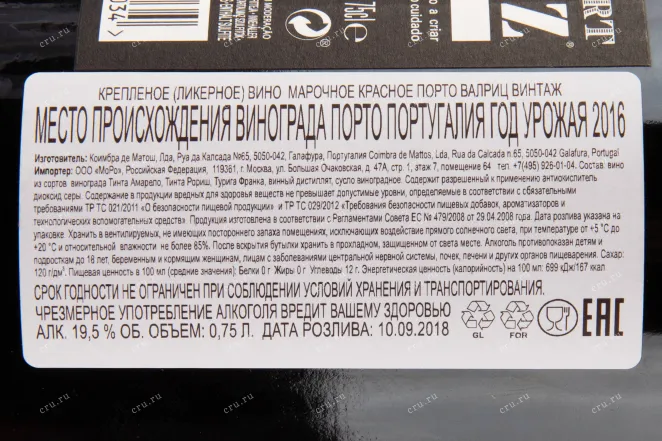 5034
MODERAÇÃO
75cl e
o a criar
cuidado
Z
ERT
КРЕПЛЕНОЕ (ЛИКЕРНОЕ) ВИНО МАРОЧНОЕ КРАСНОЕ ПОРТО ВАЛРИЦ ВИНТАЖ
МЕСТО ПРОИСХОЖДЕНИЯ ВИНОГРАДА ПОРТО ПОРТУГАЛИЯ ГОД УРОЖАЯ 2016
Изготовитель: Коимбра де Матош, Лда, Руа да Калсада №65, 5050-042, Галафура, Португалия Coimbra de Mattos, Lda, Rua da Calcada n 65, 5050-042 Galafura, Portugal
Импортер: ООО «МоРо», Российская Федерация, 119361, г Москва, ул. Большая Очаковская, д. 47А, стр. 1, этаж 7, помещение 64 тел. +7(495) 926-01-04. Состав: вино
из сортов винограда Тинта Амарело, Тинта Рориш, Турига Франка, винный дистиллят, сусло виноградное. Содержит разрешенный к применению антиокислитель
диоксид серы. Содержание в продукции вредных для здоровья веществ не превышает допустимые уровни, определяемые в соответствии с обязательными
требованиями ТР ТС 021/2011 «О безопасности пищевой продукции» и ТР ТС 029/2012 «Требования безопасности пищевых добавок, ароматизаторов и
технологических вспомогательных средств» Продукция изготовлена в соответствии с Регламентами Совета ЕС № 479/2008 от 29.04 2008 года. Дата розлива указана на
упаковке. Хранить в вентилируемых, не имеющих постороннего запаха помещениях, исключающих воздействие прямого солнечного света, при температуре от +5 °С до
+20 °С и относительной влажности не более 85%. После вскрытия бутылки хранить в прохладном, защищенном от света месте. Алкоголь противопоказан детям и
подросткам до 18 лет, беременным и кормящим женщинам, лицам с заболеваниями центральной нервной системы, почек, печени и других органов пищеварения. Сахар:
120 г/дм³. Пищевая ценность в 100 мл (средние значения): Белки 0 г Жиры 0 г Углеводы 12 г. Энергетическая ценность (калорийность) на 100 мл: 699 кДж/167 ккал
СРОК ГОДНОСТИ НЕ ОГРАНИЧЕН ПРИ СОБЛЮДЕНИИ УСЛОВИЙ ХРАНЕНИЯ И ТРАНСПОРТИРОВАНИЯ.
ЧРЕЗМЕРНОЕ УПОТРЕБЛЕНИЕ АЛКОГОЛЯ ВРЕДИТ ВАШЕМУ ЗДОРОВЬЮ
АЛК. 19,5 % ОБ. ОБЪЕМ: 0,75 Л. ДАТА РОЗЛИВА: 10.09.2018
GL
FOR
EAC
cru.ru